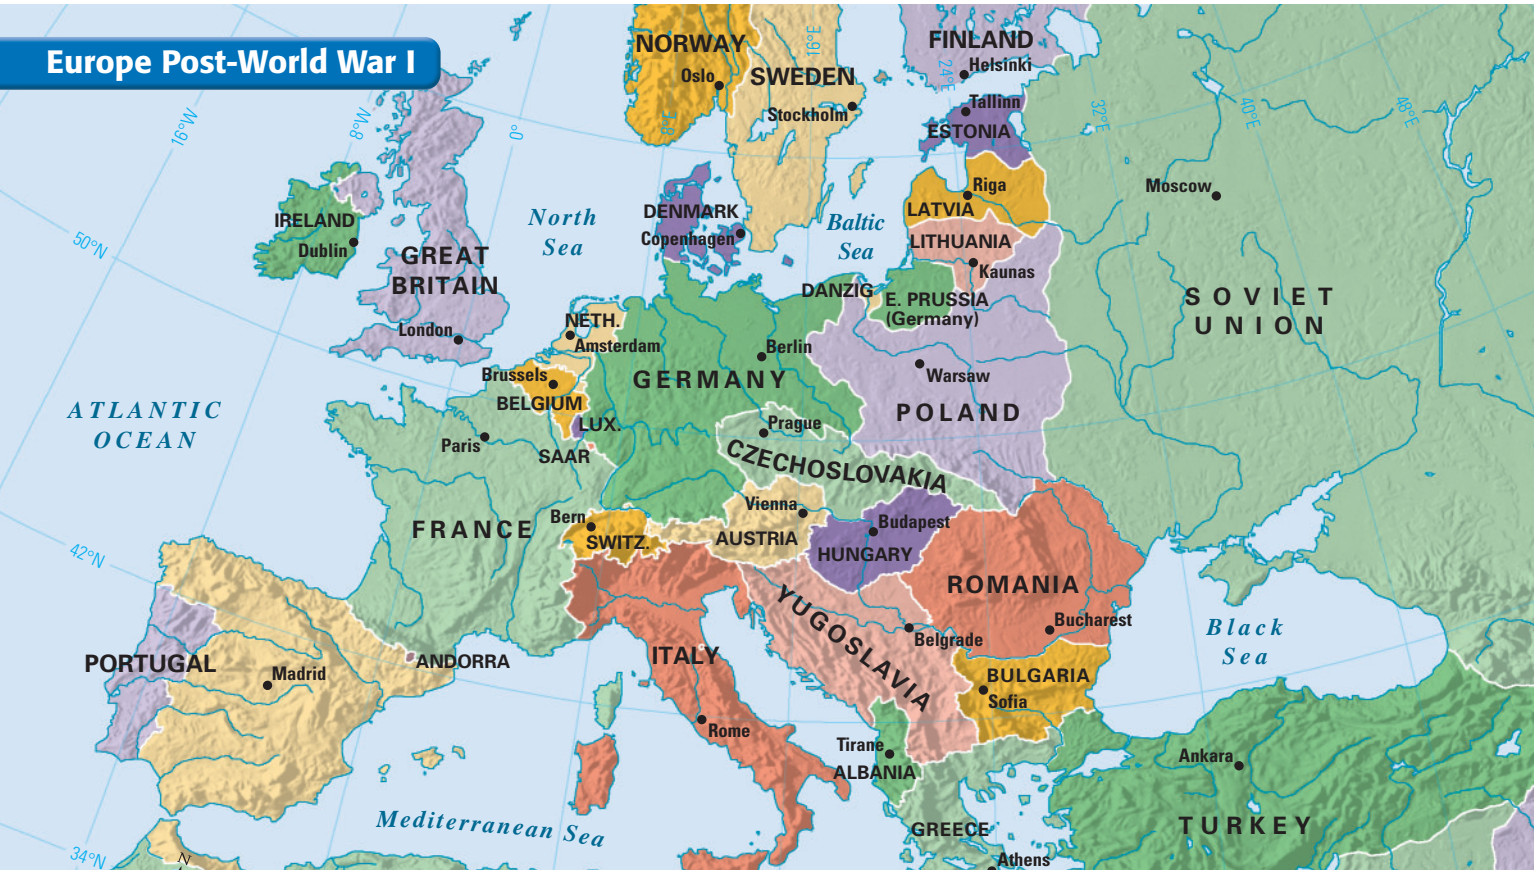 Europe Post-World War I
NORWAY
Oslo
SWEDEN
Stockholm
16°E
FINLAND
Helsinki
24°E
Tallinn
ESTONIA
32°E
40°E
48°E
16°W
8°W
0°
8°E
Riga
LATVIA
Moscow
IRELAND
Dublin
GREAT
BRITAIN
London
North
Sea
DENMARK
Copenhagen
Baltic
Sea
LITHUANIA
Kaunas
50°N
DANZIG
E. PRUSSIA
(Germany)
SOVIET
UNION
NETH.
Amsterdam
Berlin
GERMANY
Warsaw
POLAND
Brussels
BELGIUM
LUX.
SAAR
ATLANTIC
OCEAN
Paris
Prague
CZECHOSLOVAKIA
FRANCE
Bern
SWITZ.
Vienna
AUSTRIA
Budapest
HUNGARY
42°N
ROMANIA
Bucharest
YUGOSLAVIA
Belgrade
Black
Sea
PORTUGAL
Madrid
ANDORRA
ITALY
Rome
BULGARIA
Sofia
Tirane
ALBANIA
Ankara
TURKEY
Mediterranean Sea
GREECE
Athens
34°N
N